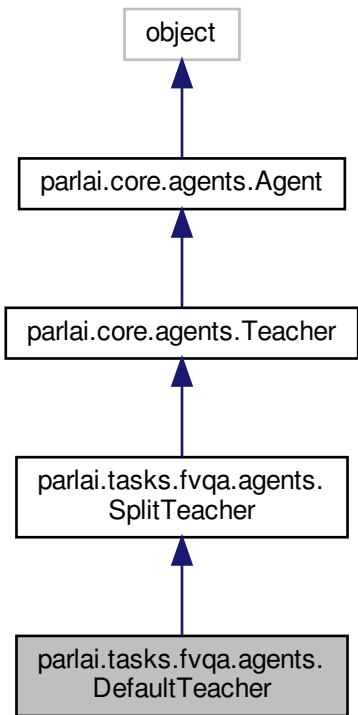 object
parlai.core.agents.Agent
parlai.core.agents.Teacher
parlai.tasks.fvqa.agents.
SplitTeacher
parlai.tasks.fvqa.agents.
DefaultTeacher